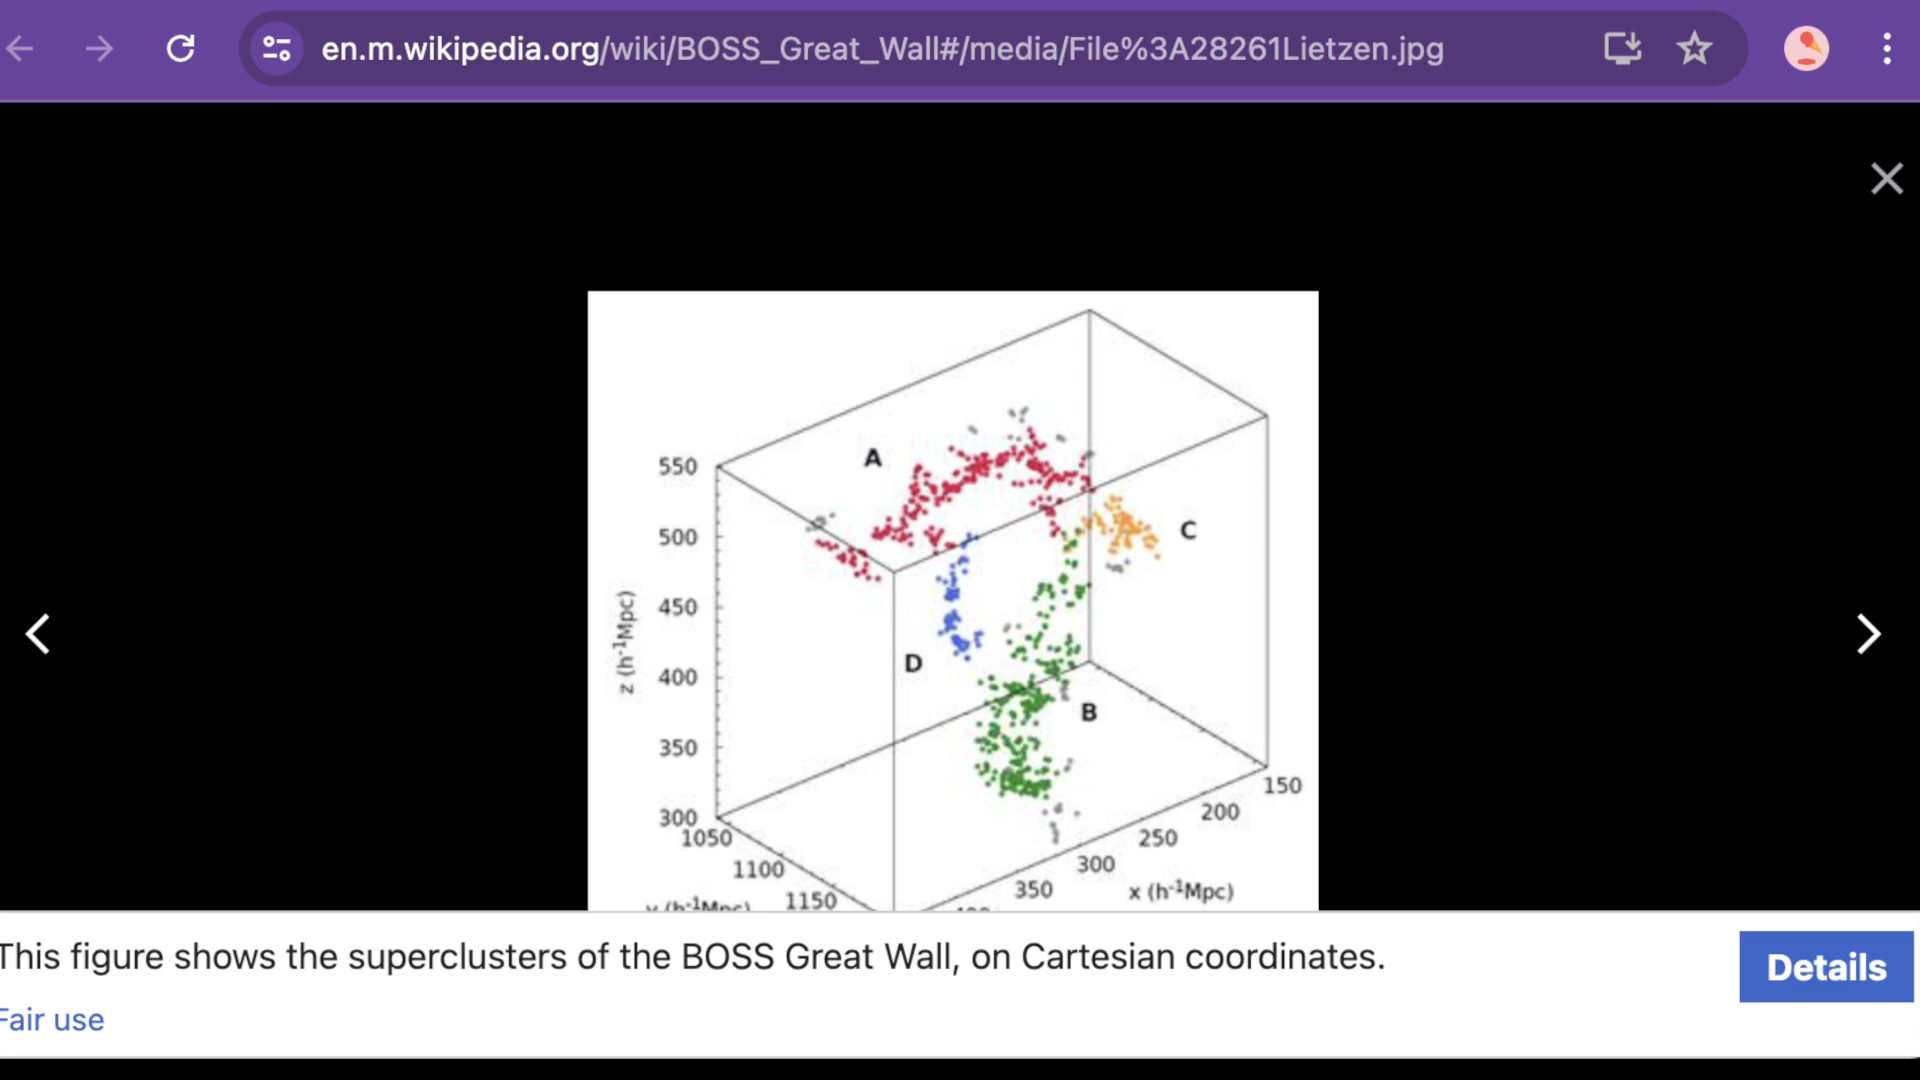 en.m.wikipedia.org/wiki/BOSS_Great_Wall#/media/File%3A28261Lietzen.jpg
A
C
D
B
z (h-1Mpc)
550
500
450
400
350
300
1050
1100
1150
150
200
250
300
350
x (h-1Mpc)
This figure shows the superclusters of the BOSS Great Wall, on Cartesian coordinates.
Details
Fair use